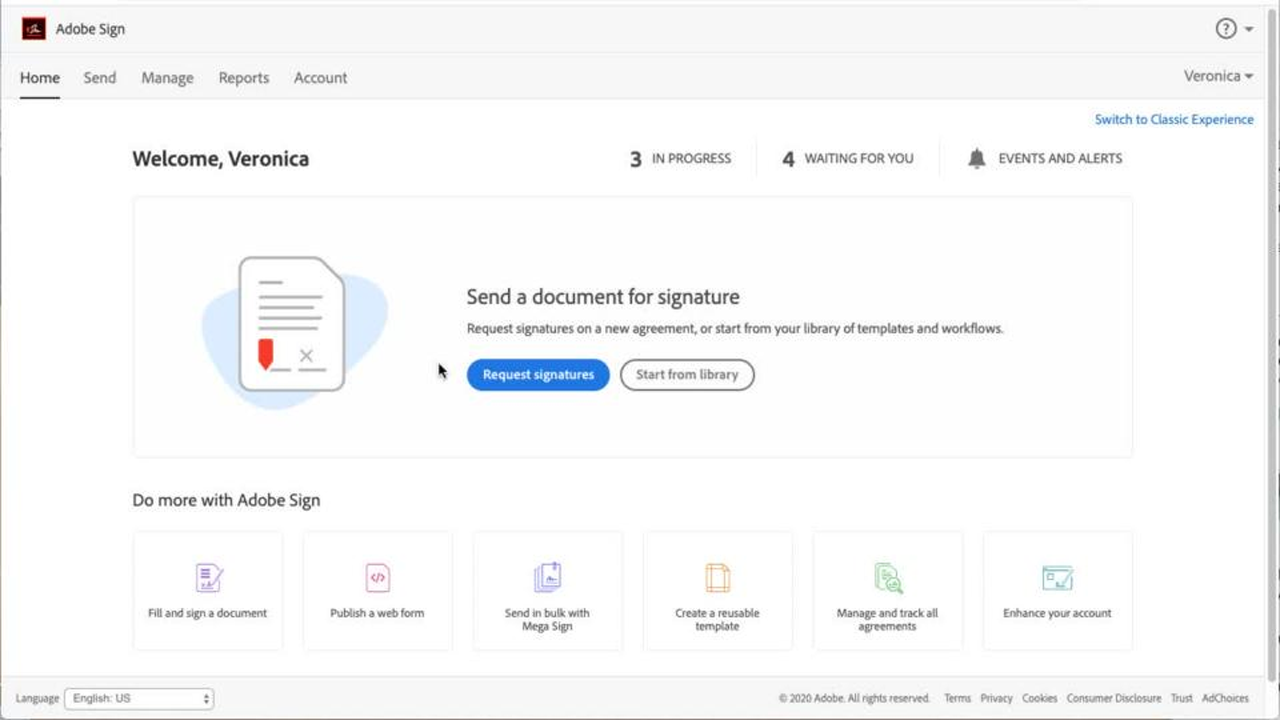 Adobe Sign
?
Home Send Manage Reports Account Veronica
Switch to Classic Experience
Welcome, Veronica 3 IN PROGRESS 4 WAITING FOR YOU EVENTS AND ALERTS
Send a document for signature
Request signatures on a new agreement, or start from your library of templates and workflows.
Request signatures Start from library
Do more with Adobe Sign
Fill and sign a document
Publish a web form
Send in bulk with
Mega Sign
Create a reusable
template
Manage and track all
agreements
Enhance your account
Language English: US © 2020 Adobe. All rights reserved. Terms Privacy Cookies Consumer Disclosure Trust AdChoices